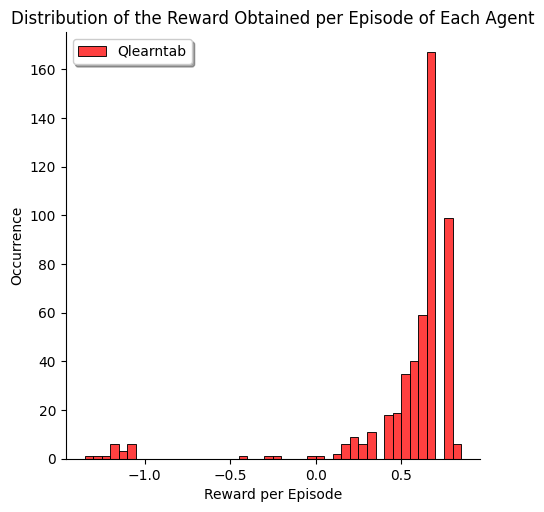 Distribution of the Reward Obtained per Episode of Each Agent
Qlearntab
160
140
120
100
80
60
40
20
0
Occurrence
−1.0 −0.5 0.0 0.5
Reward per Episode